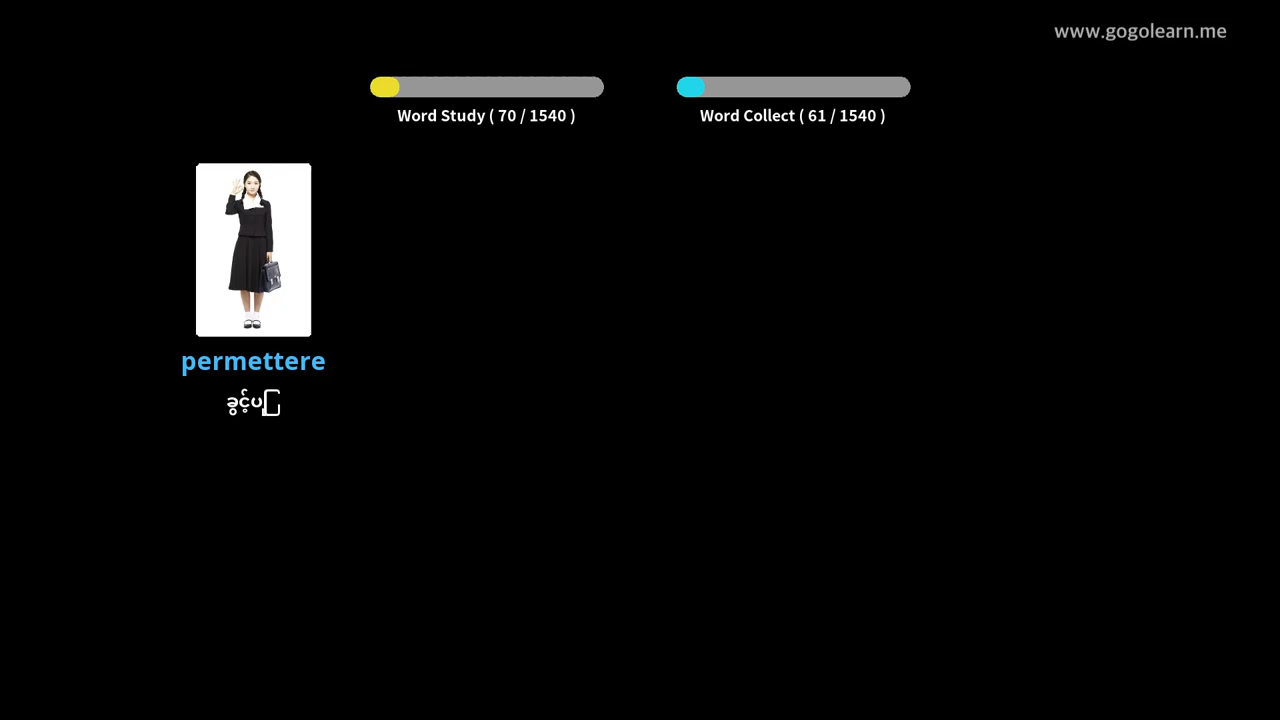 www.gogolearn.me
Word Study ( 70 / 1540 )
Word Collect ( 61 / 1540 )
permettere
ခွင့်ပြု